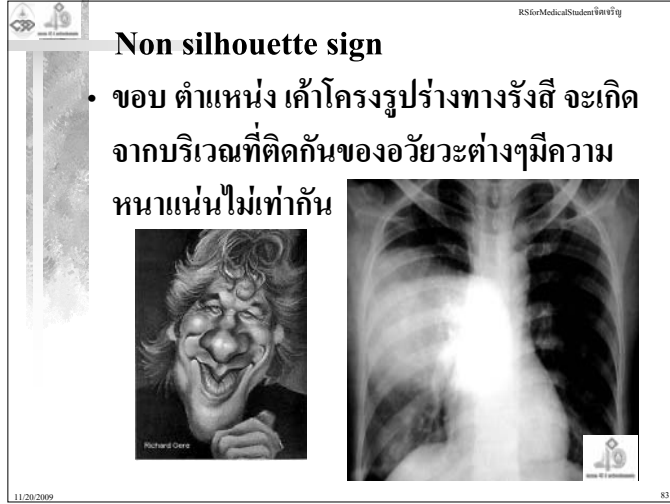 RSforMedicalStudentจิตเจริญ
Non silhouette sign
• ขอบ ตำแหน่ง เค้าโครงรูปร่างทางรังสี จะเกิด
จากบริเวณที่ติดกันของอวัยวะต่างๆมีความ
หนาแน่นไม่เท่ากัน
Richard Gere
11/20/2009
83